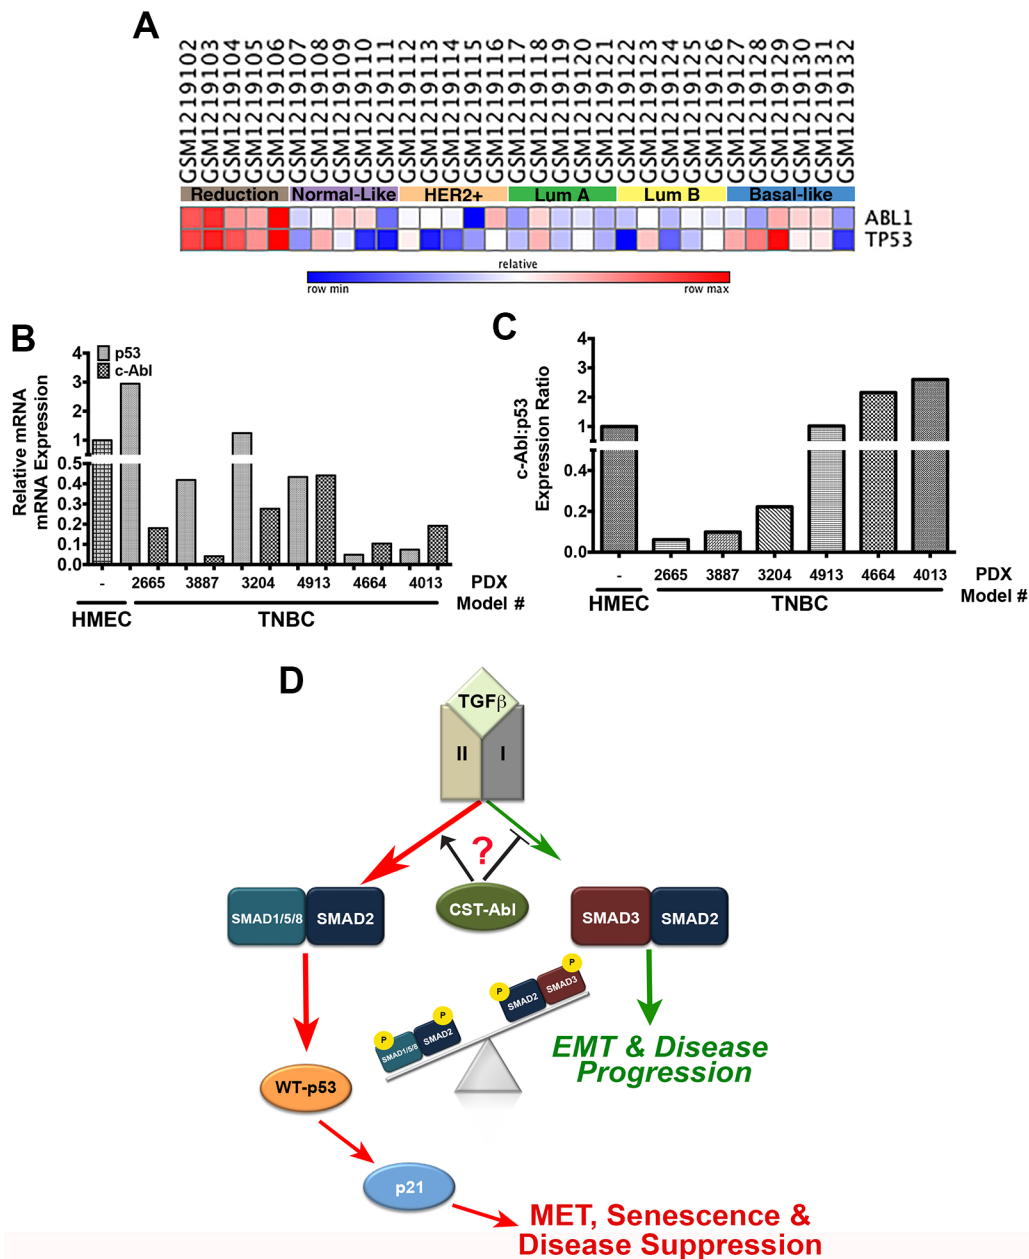 A
GSM1219102
GSM1219103
GSM1219104
GSM1219105
GSM1219106
GSM1219107
GSM1219108
GSM1219109
GSM1219110
GSM1219111
GSM1219112
GSM1219113
GSM1219114
GSM1219115
GSM1219116
GSM1219117
GSM1219118
GSM1219119
GSM1219120
GSM1219121
GSM1219122
GSM1219123
GSM1219124
GSM1219125
GSM1219126
GSM1219127
GSM1219128
GSM1219129
GSM1219130
GSM1219131
GSM1219132
Reduction Normal-Like HER2+ Lum A Lum B Basal-like
ABL1
TP53
relative
row min row max
B
Relative mRNA
mRNA Expression
4
3
2
1
0.5
0.4
0.3
0.2
0.1
0.0
p53
c-Abl
- 2665 3887 3204 4913 4664 4013 PDX
Model #
HMEC TNBC
C
c-Abl:p53
Expression Ratio
4
3
2
1
0.4
0.2
0.0
- 2665 3887 3204 4913 4664 4013 PDX
Model #
HMEC TNBC
D
TGFβ
II I
?
CST-Abl
SMAD1/5/8 SMAD2
SMAD3 SMAD2
P P
SMAD2 SMAD3
P P
SMAD1/5/8 SMAD2
EMT & Disease
Progression
WT-p53
p21
MET, Senescence &
Disease Suppression